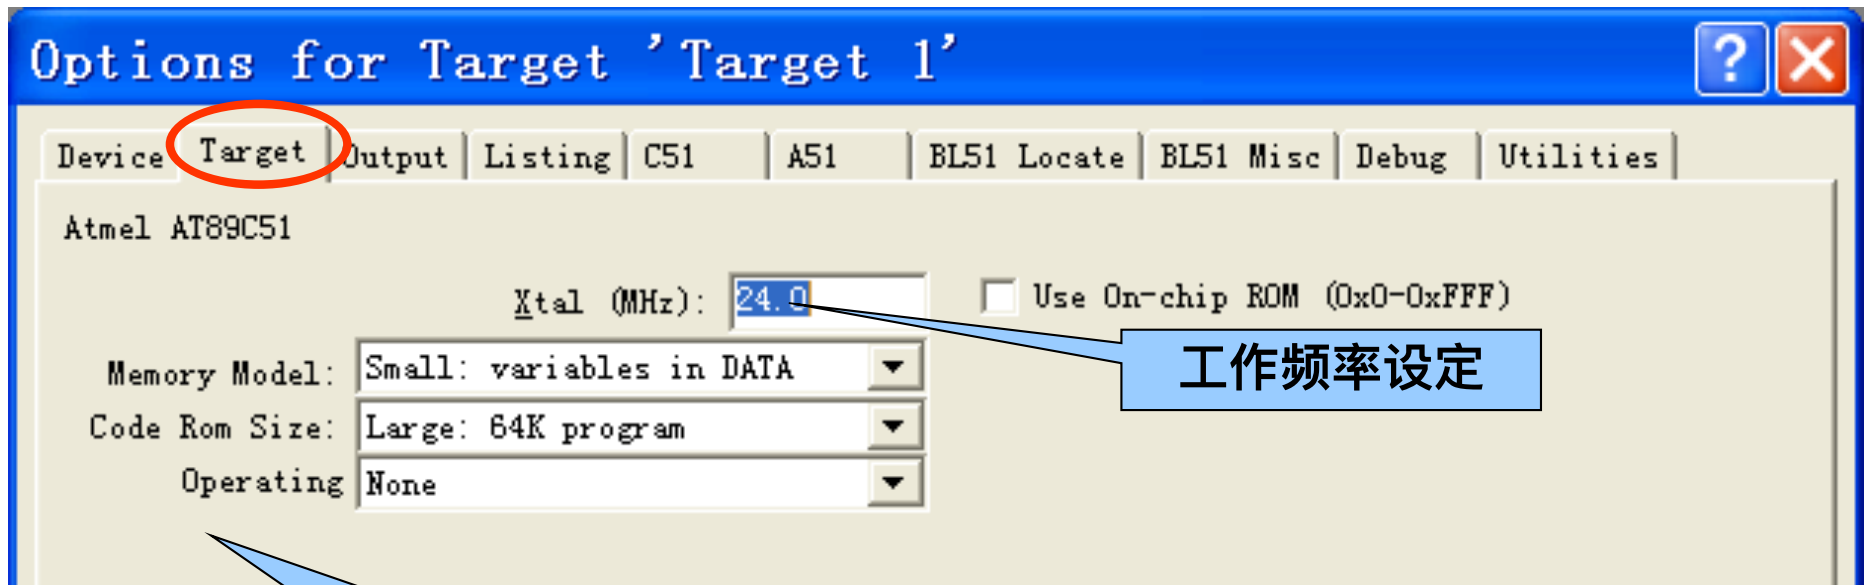 Options for Target 'Target 1'
Device Target Output Listing C51 A51 BL51 Locate BL51 Misc Debug Utilities
Atmel AT89C51
Xtal (MHz): 24.0 Use On-chip ROM (0x0-0xFFF)
工作频率设定
Memory Model: Small: variables in DATA
Code Rom Size: Large: 64K program
Operating None